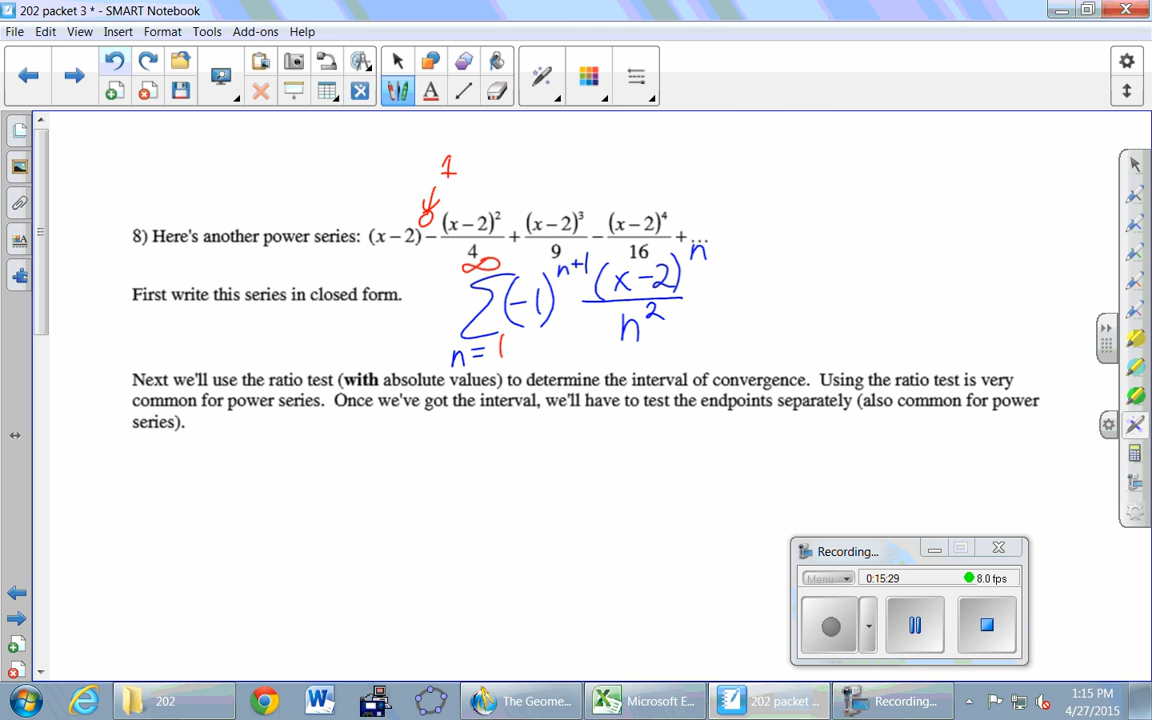 202 packet 3 * - SMART Notebook
File Edit View Insert Format Tools Add-ons Help
1
8) Here's another power series: (x−2) − (x−2)²/4 + (x−2)³/9 − (x−2)⁴/16 + ...
First write this series in closed form.
∞ Σ n=1 (−1)^(n+1) (x−2)^n / n²
Next we'll use the ratio test (with absolute values) to determine the interval of convergence. Using the ratio test is very
common for power series. Once we've got the interval, we'll have to test the endpoints separately (also common for power
series).
Recording...
Menu
0:15:29
8.0 fps
202
The Geome...
Microsoft E...
202 packet ...
Recording...
1:15 PM
4/27/2015